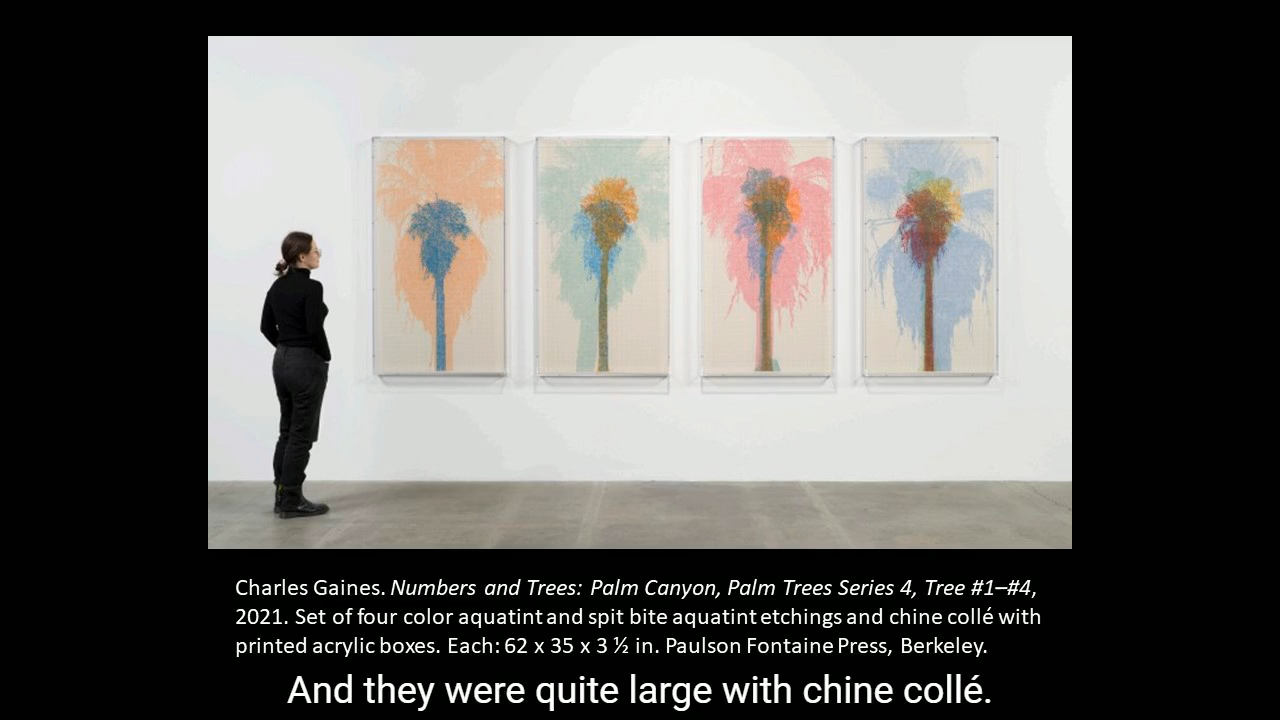 Charles Gaines. Numbers and Trees: Palm Canyon, Palm Trees Series 4, Tree #1–#4,
2021. Set of four color aquatint and spit bite aquatint etchings and chine collé with
printed acrylic boxes. Each: 62 x 35 x 3 ½ in. Paulson Fontaine Press, Berkeley.
And they were quite large with chine collé.